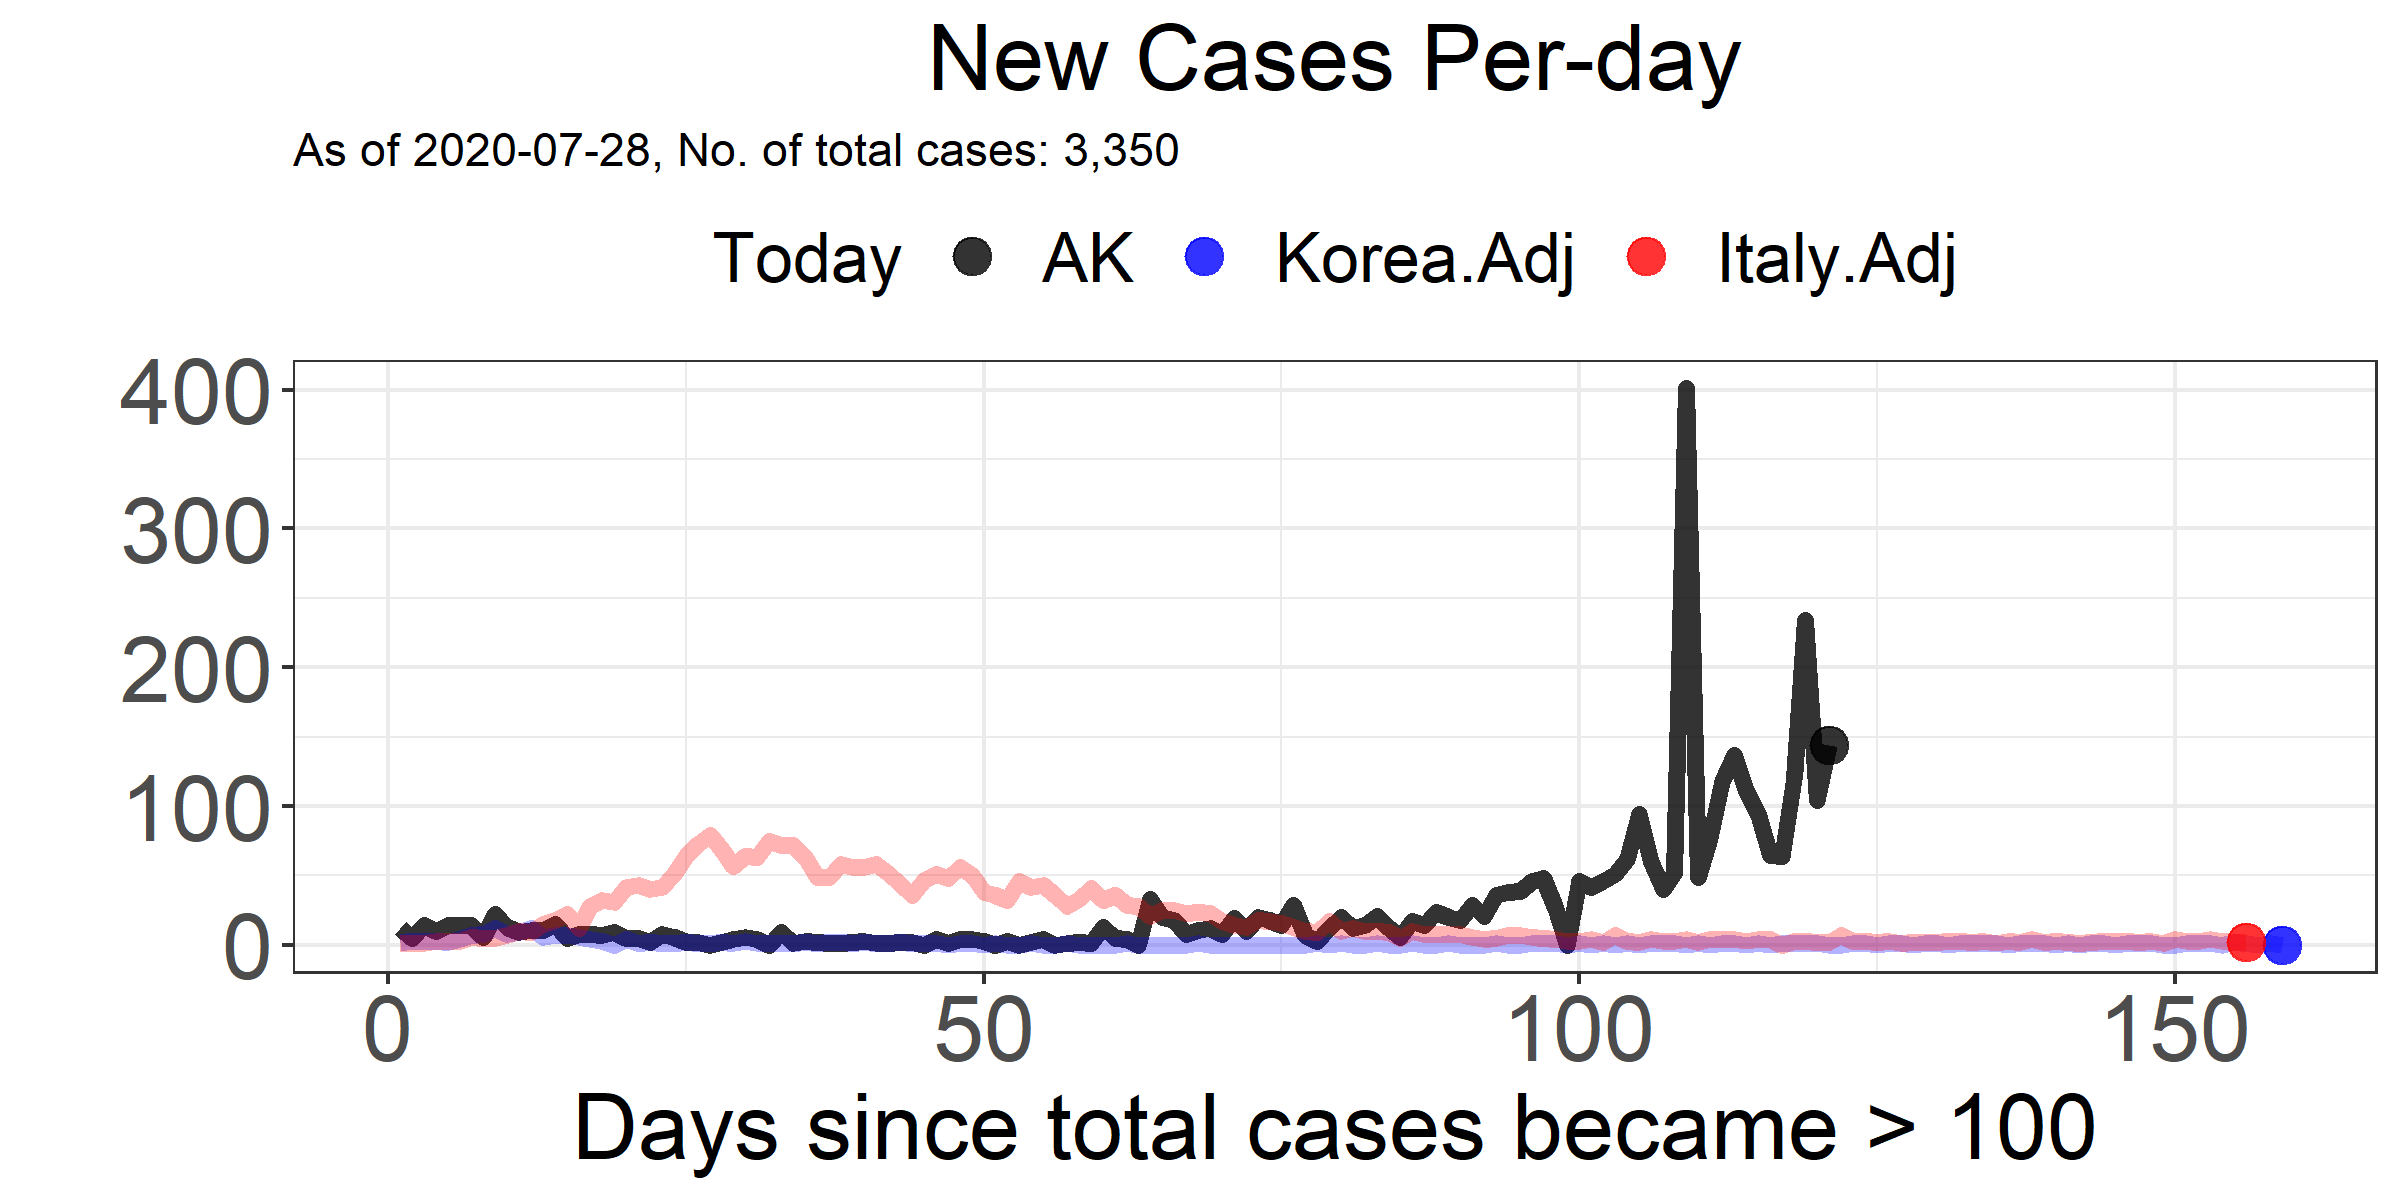 New Cases Per-day
As of 2020-07-28, No. of total cases: 3,350
Today AK Korea.Adj Italy.Adj
400
300
200
100
0
0 50 100 150
Days since total cases became > 100